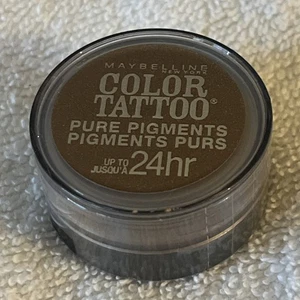 MAYBELLINE
NEW YORK
COLOR
TATTOO®
PURE PIGMENTS
PIGMENTS PURS
UP TO
JUSQU'À 24hr